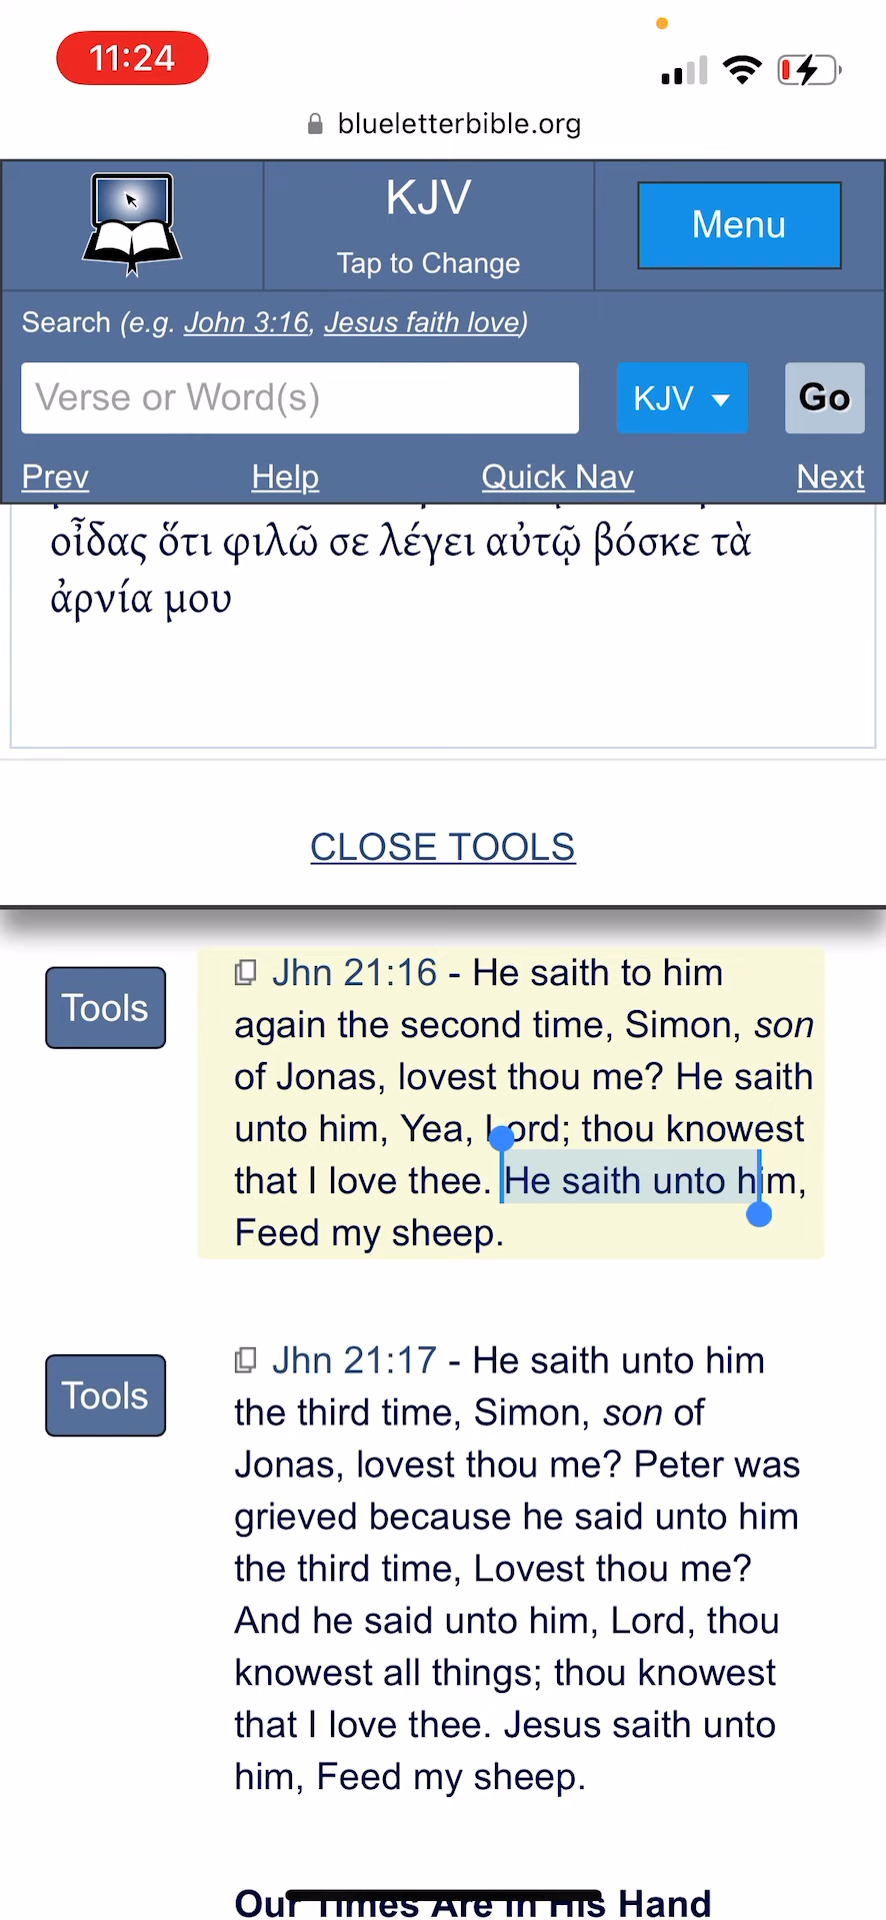 11:24
blueletterbible.org
KJV
Tap to Change
Menu
Search (e.g. John 3:16, Jesus faith love)
Verse or Word(s)
KJV
Go
Prev Help Quick Nav Next
οἶδας ὅτι φιλῶ σε λέγει αὐτῷ βόσκε τὰ
ἀρνία μου
CLOSE TOOLS
Tools
Jhn 21:16 - He saith to him
again the second time, Simon, son
of Jonas, lovest thou me? He saith
unto him, Yea, Lord; thou knowest
that I love thee. He saith unto him,
Feed my sheep.
Tools
Jhn 21:17 - He saith unto him
the third time, Simon, son of
Jonas, lovest thou me? Peter was
grieved because he said unto him
the third time, Lovest thou me?
And he said unto him, Lord, thou
knowest all things; thou knowest
that I love thee. Jesus saith unto
him, Feed my sheep.
Our Times Are In His Hand